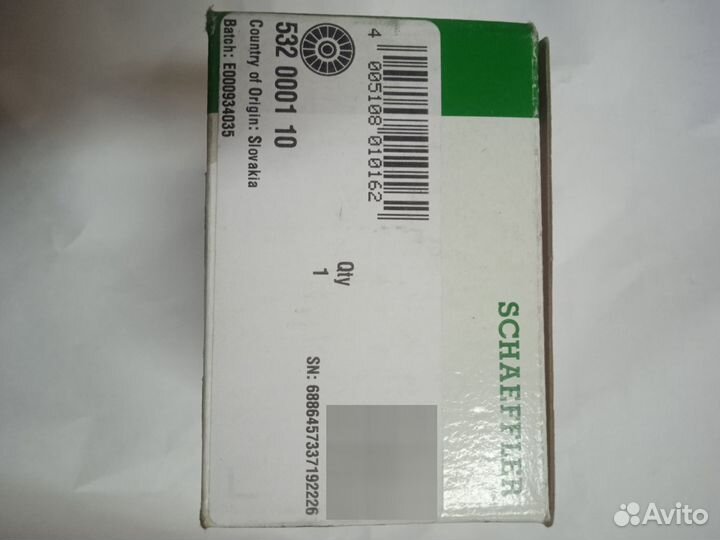 SCHAEFFLER
4 005108 010162
532 0001 10
Country of Origin: Slovakia
Batch: E000934035
Qty
1
SN: 6886457337192226
Avito